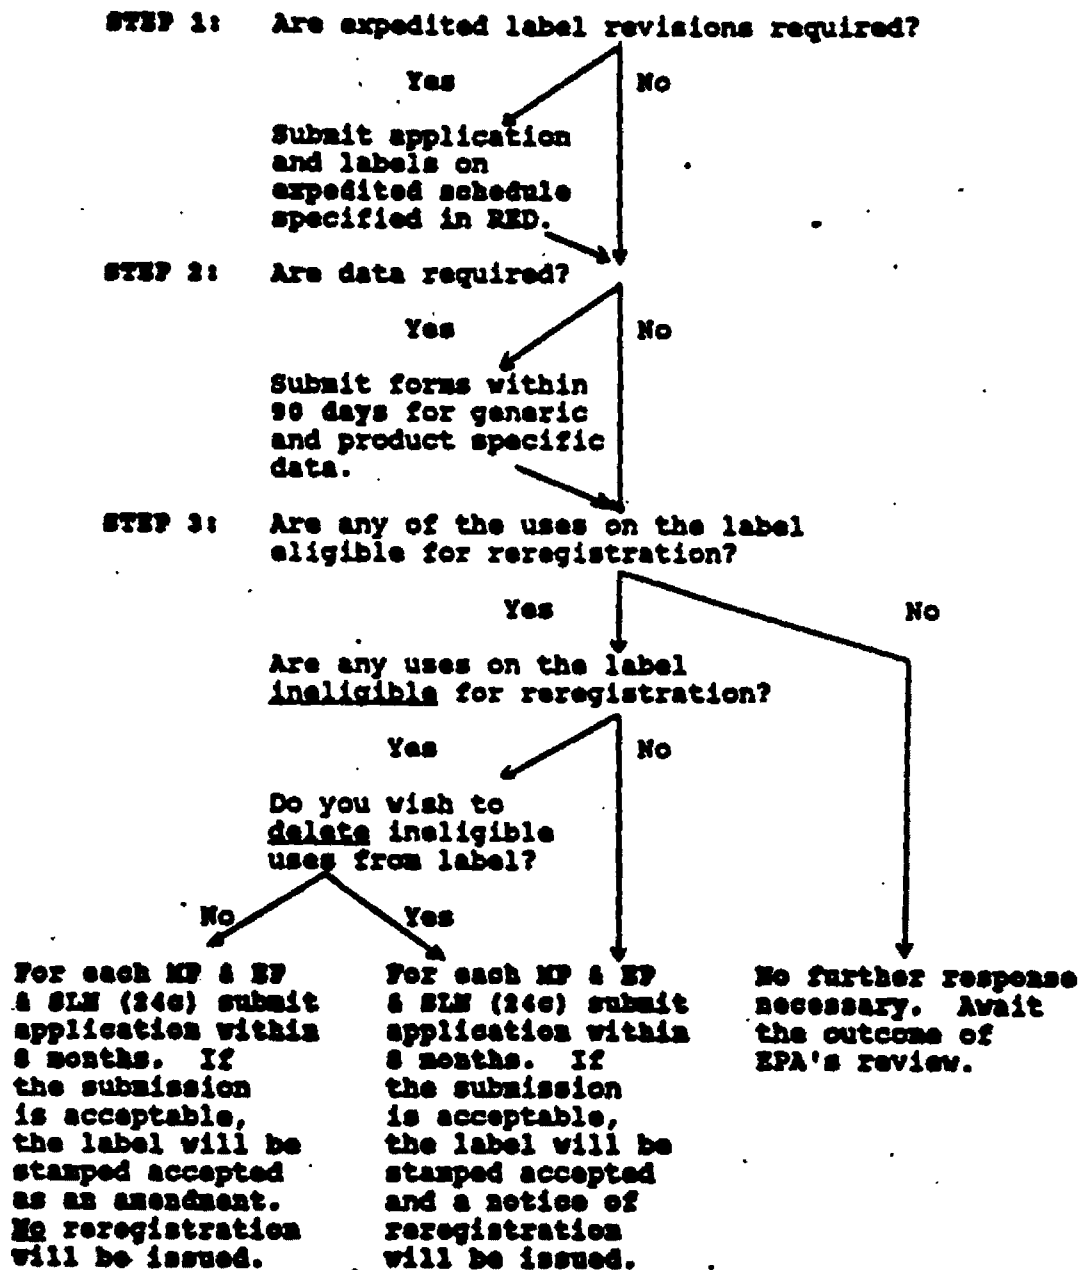 STEP 1: Are expedited label revisions required?
Yes No
Submit application
and labels on
expedited schedule
specified in RED.
STEP 2: Are data required?
Yes No
Submit forms within
90 days for generic
and product specific
data.
STEP 3: Are any of the uses on the label
eligible for reregistration?
Yes No
Are any uses on the label
ineligible for reregistration?
Yes No
Do you wish to
delete ineligible
uses from label?
No Yes
For each MP & EP
& SLN (24c) submit
application within
8 months. If
the submission
is acceptable,
the label will be
stamped accepted
as an amendment.
No reregistration
will be issued.
For each MP & EP
& SLN (24c) submit
application within
8 months. If
the submission
is acceptable,
the label will be
stamped accepted
and a notice of
reregistration
will be issued.
No further response
necessary. Await
the outcome of
EPA's review.